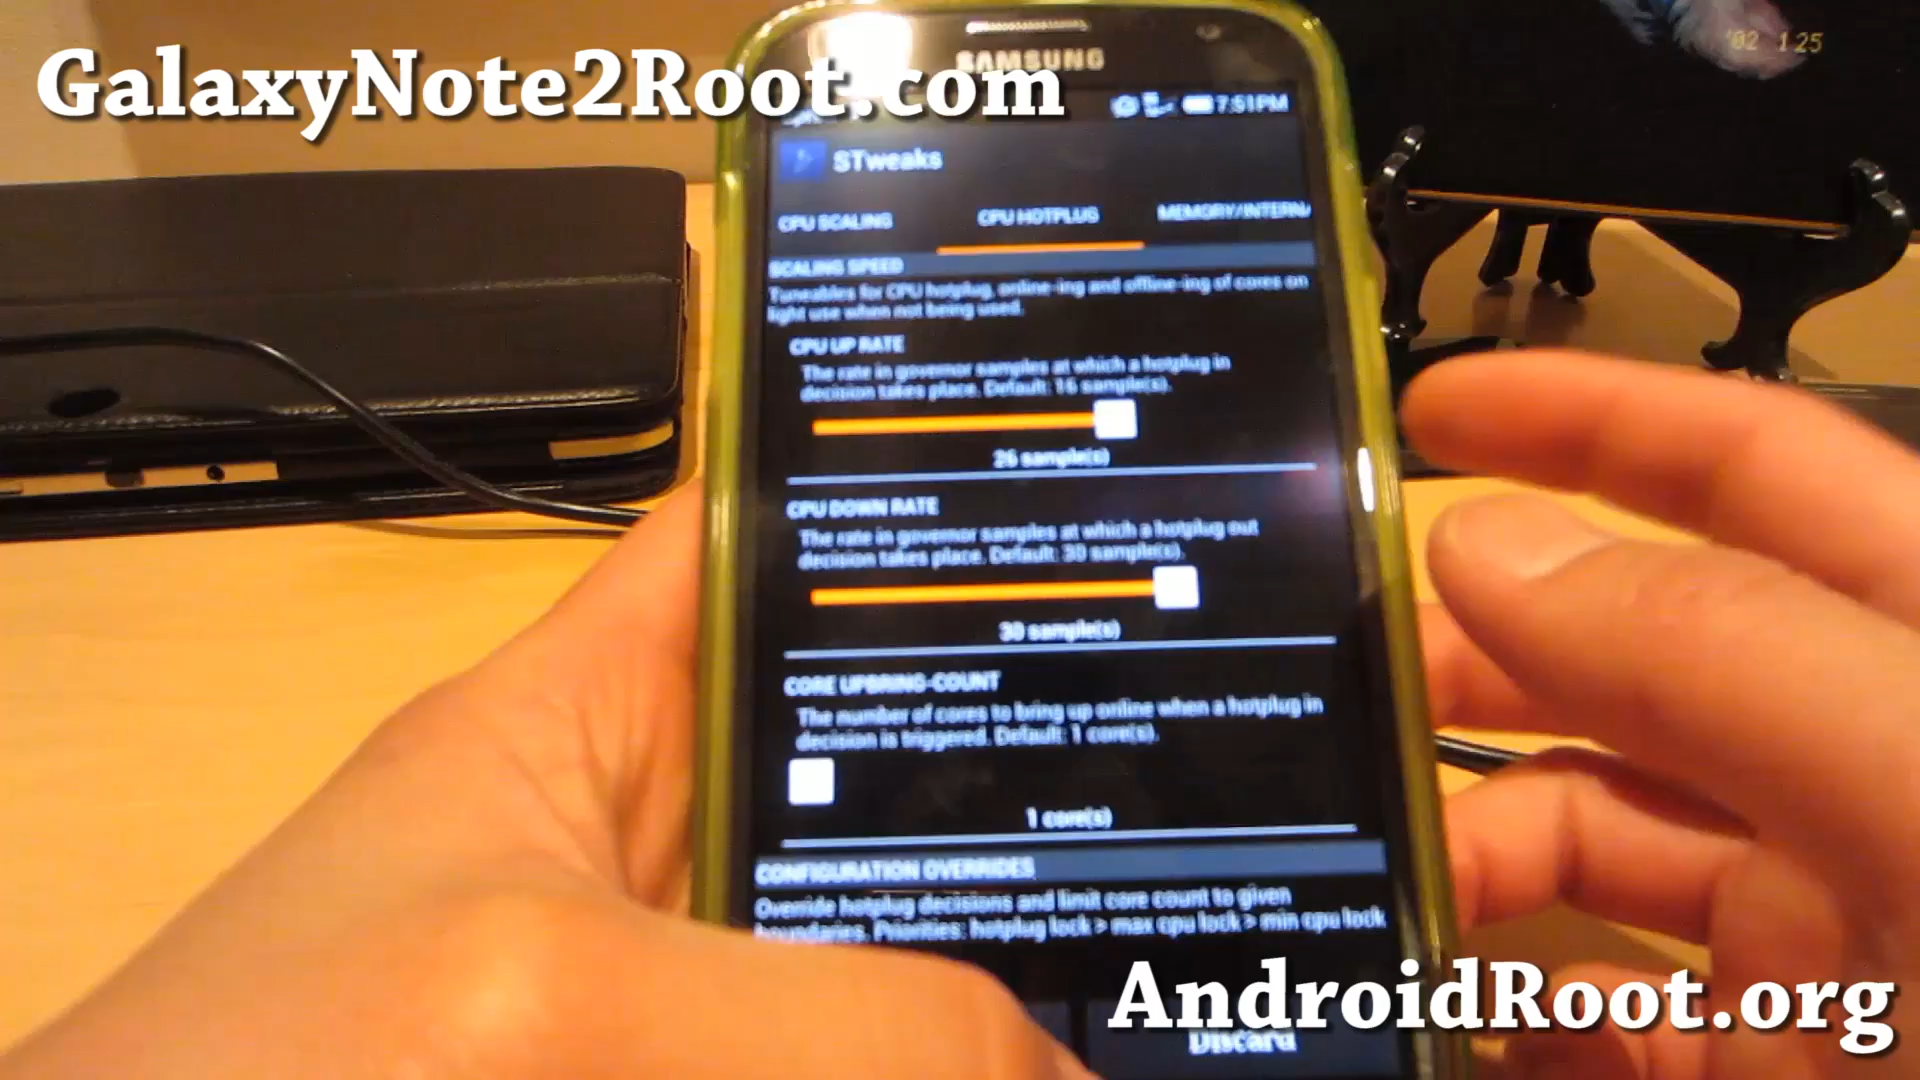 GalaxyNote2Root.com
'02 1 25
SAMSUNG
7:51PM
STweaks
CPU SCALING
CPU HOTPLUG
MEMORY/INTERNA
SCALING SPEED
Tuneables for CPU hotplug, online-ing and offline-ing of cores on
light use when not being used.
CPU UP RATE
The rate in governor samples at which a hotplug in
decision takes place. Default: 16 sample(s).
26 sample(s)
CPU DOWN RATE
The rate in governor samples at which a hotplug out
decision takes place. Default: 30 sample(s).
30 sample(s)
CORE UPBRING-COUNT
The number of cores to bring up online when a hotplug in
decision is triggered. Default: 1 core(s).
1 core(s)
CONFIGURATION OVERRIDES
Override hotplug decisions and limit core count to given
boundaries. Priorities: hotplug lock > max cpu lock > min cpu lock
AndroidRoot.org
Discard